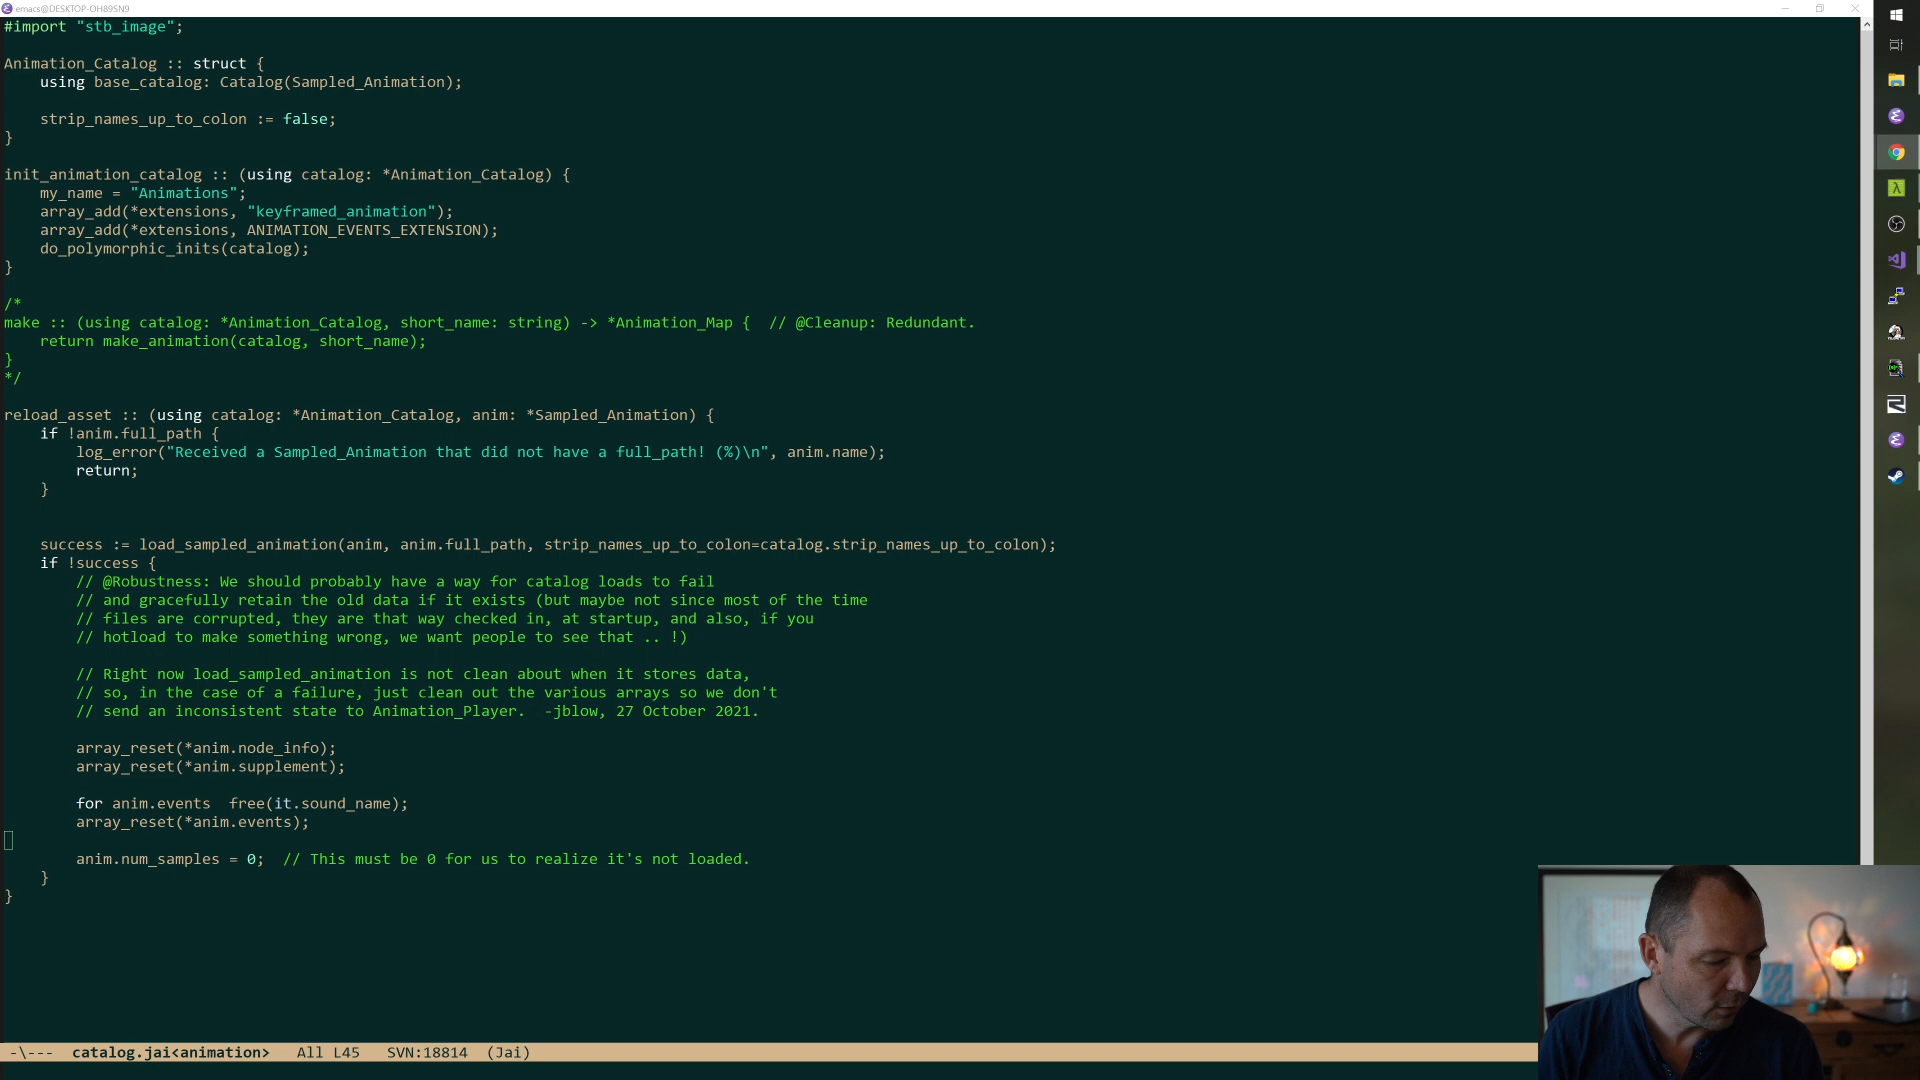 emacs@DESKTOP-OH89SN9
#import "stb_image";
Animation_Catalog :: struct {
    using base_catalog: Catalog(Sampled_Animation);
    strip_names_up_to_colon := false;
}
init_animation_catalog :: (using catalog: *Animation_Catalog) {
    my_name = "Animations";
    array_add(*extensions, "keyframed_animation");
    array_add(*extensions, ANIMATION_EVENTS_EXTENSION);
    do_polymorphic_inits(catalog);
}
/*
make :: (using catalog: *Animation_Catalog, short_name: string) -> *Animation_Map {  // @Cleanup: Redundant.
    return make_animation(catalog, short_name);
}
*/
reload_asset :: (using catalog: *Animation_Catalog, anim: *Sampled_Animation) {
    if !anim.full_path {
        log_error("Received a Sampled_Animation that did not have a full_path! (%)\n", anim.name);
        return;
    }
    success := load_sampled_animation(anim, anim.full_path, strip_names_up_to_colon=catalog.strip_names_up_to_colon);
    if !success {
        // @Robustness: We should probably have a way for catalog loads to fail
        // and gracefully retain the old data if it exists (but maybe not since most of the time
        // files are corrupted, they are that way checked in, at startup, and also, if you
        // hotload to make something wrong, we want people to see that .. !)
        // Right now load_sampled_animation is not clean about when it stores data,
        // so, in the case of a failure, just clean out the various arrays so we don't
        // send an inconsistent state to Animation_Player.  -jblow, 27 October 2021.
        array_reset(*anim.node_info);
        array_reset(*anim.supplement);
        for anim.events  free(it.sound_name);
        array_reset(*anim.events);
        anim.num_samples = 0;  // This must be 0 for us to realize it's not loaded.
    }
}
-\---  catalog.jai<animation>   All L45   SVN:18814  (Jai)